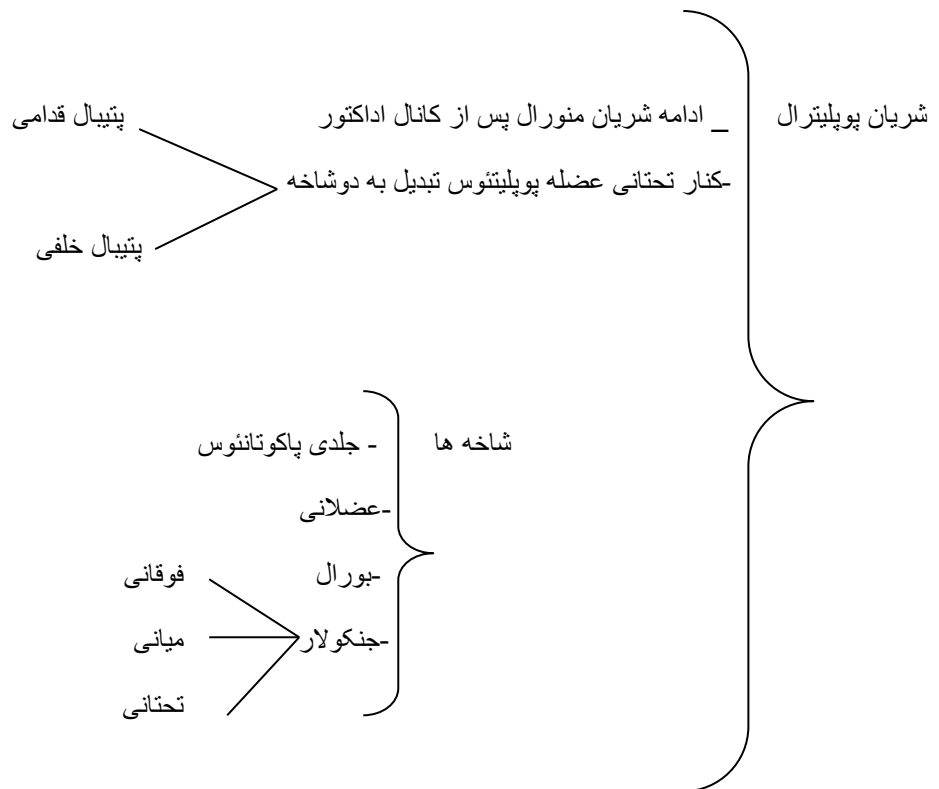 شریان پوپلیترال
_ ادامه شریان منورال پس از کانال اداکتور
-کنار تحتانی عضله پوپلیتئوس تبدیل به دوشاخه
پتیبال قدامی
پتیبال خلفی
شاخه ها
- جلدی پاکوتانئوس
-عضلانی
-بورال
-جنکولار
فوقانی
میانی
تحتانی